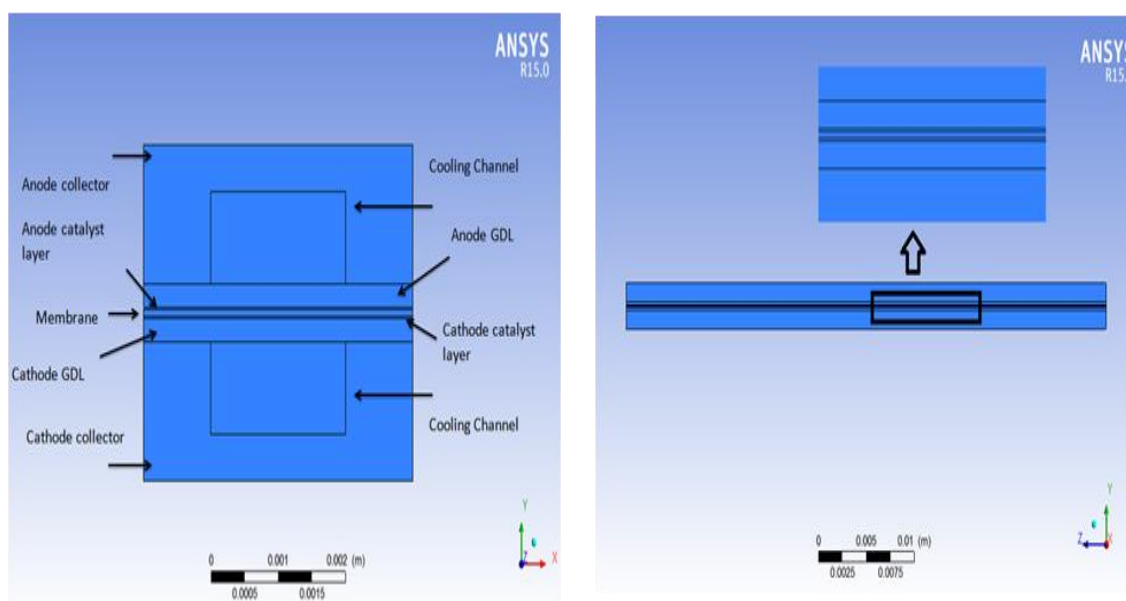 ANSYS
R15.0
Anode collector
Cooling Channel
Anode catalyst
layer
Anode GDL
Membrane
Cathode catalyst
layer
Cathode GDL
Cooling Channel
Cathode collector
0 0.001 0.002 (m)
0.0005 0.0015
Y
Z X
ANSYS
R15.
0 0.005 0.01 (m)
0.0025 0.0075
Y
Z X